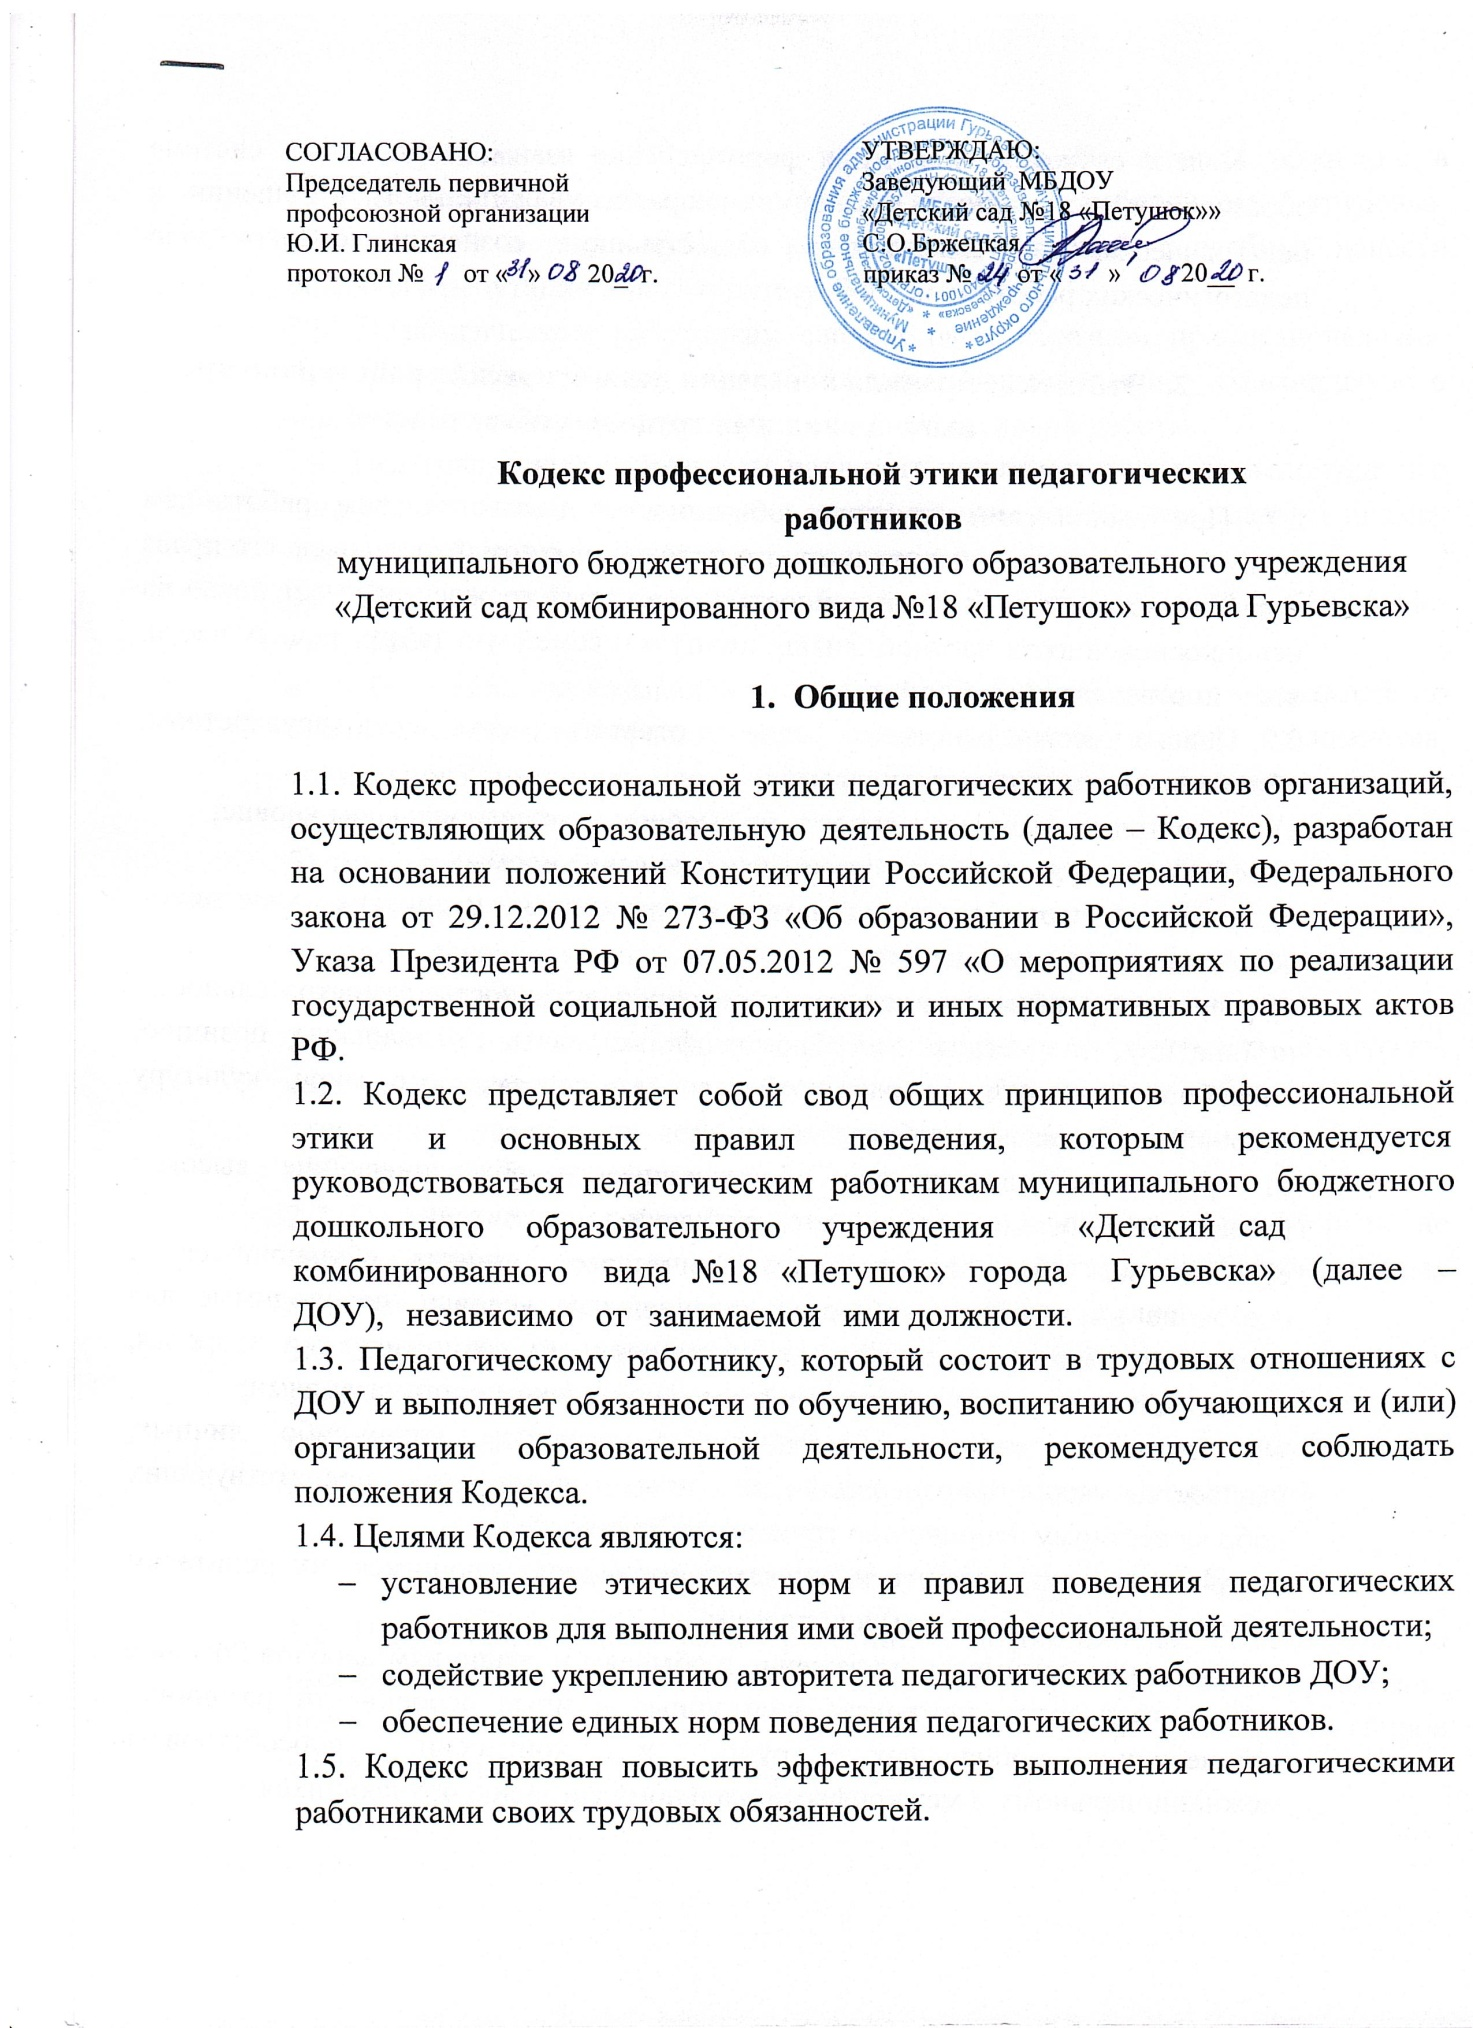 СОГЛАСОВАНО:
Председатель первичной
профсоюзной организации
Ю.И. Глинская
протокол № 1 от «31» 08 2020г.
УТВЕРЖДАЮ:
Заведующий МБДОУ
«Детский сад №18 «Петушок»»
С.О.Бржецкая
приказ № 24 от «31» 08 2020 г.
Кодекс профессиональной этики педагогических
работников
муниципального бюджетного дошкольного образовательного учреждения
«Детский сад комбинированного вида №18 «Петушок» города Гурьевска»
1. Общие положения
1.1. Кодекс профессиональной этики педагогических работников организаций,
осуществляющих образовательную деятельность (далее – Кодекс), разработан
на основании положений Конституции Российской Федерации, Федерального
закона от 29.12.2012 № 273-ФЗ «Об образовании в Российской Федерации»,
Указа Президента РФ от 07.05.2012 № 597 «О мероприятиях по реализации
государственной социальной политики» и иных нормативных правовых актов
РФ.
1.2. Кодекс представляет собой свод общих принципов профессиональной
этики и основных правил поведения, которым рекомендуется
руководствоваться педагогическим работникам муниципального бюджетного
дошкольного образовательного учреждения «Детский сад
комбинированного вида №18 «Петушок» города Гурьевска» (далее –
ДОУ), независимо от занимаемой ими должности.
1.3. Педагогическому работнику, который состоит в трудовых отношениях с
ДОУ и выполняет обязанности по обучению, воспитанию обучающихся и (или)
организации образовательной деятельности, рекомендуется соблюдать
положения Кодекса.
1.4. Целями Кодекса являются:
– установление этических норм и правил поведения педагогических
работников для выполнения ими своей профессиональной деятельности;
– содействие укреплению авторитета педагогических работников ДОУ;
– обеспечение единых норм поведения педагогических работников.
1.5. Кодекс призван повысить эффективность выполнения педагогическими
работниками своих трудовых обязанностей.